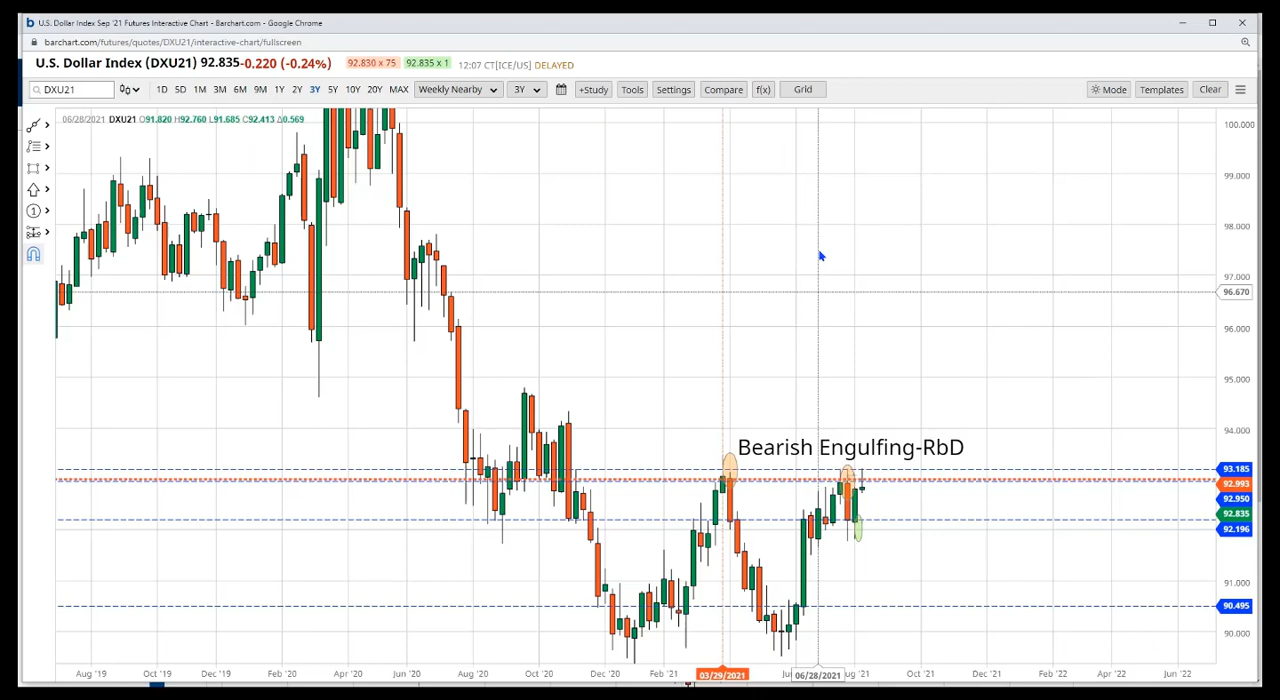 U.S. Dollar Index Sep '21 Futures Interactive Chart - Barchart.com - Google Chrome
barchart.com/futures/quotes/DXU21/interactive-chart/fullscreen
U.S. Dollar Index (DXU21) 92.835 -0.220 (-0.24%) 92.830 x 75 92.835 x 1 12:07 CT[ICE/US] DELAYED
DXU21 1D 5D 1M 3M 6M 9M 1Y 2Y 3Y 5Y 10Y 20Y MAX Weekly Nearby 3Y +Study Tools Settings Compare f(x) Grid Mode Templates Clear
06/28/2021 DXU21 O91.820 H92.760 L91.685 C92.413 Δ0.569
100.000
99.000
98.000
97.000
96.670
96.000
95.000
94.000
Bearish Engulfing-RbD
93.185
92.993
92.950
92.835
92.196
91.000
90.495
90.000
Aug '19 Oct '19 Dec '19 Feb '20 Apr '20 Jun '20 Aug '20 Oct '20 Dec '20 Feb '21 03/29/2021 06/28/2021 Oct '21 Dec '21 Feb '22 Apr '22 Jun '22